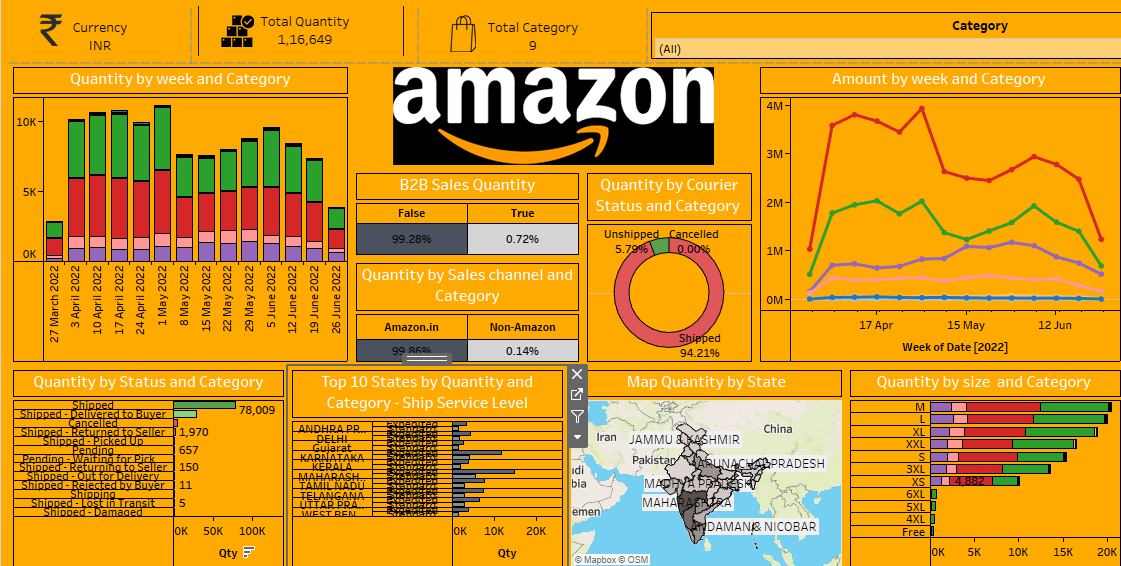 Currency
INR
Total Quantity
1,16,649
Total Category
9
Category
(All)
Quantity by week and Category
10K
5K
0K
27 March 2022
3 April 2022
10 April 2022
17 April 2022
24 April 2022
1 May 2022
8 May 2022
15 May 2022
22 May 2022
29 May 2022
5 June 2022
12 June 2022
19 June 2022
26 June 2022
amazon
B2B Sales Quantity
False True
99.28% 0.72%
Quantity by Sales channel and
Category
Amazon.in Non-Amazon
99.86% 0.14%
Quantity by Courier
Status and Category
Unshipped Cancelled
5.79% 0.00%
Shipped
94.21%
Amount by week and Category
4M
3M
2M
1M
0M
17 Apr 15 May 12 Jun
Week of Date [2022]
Quantity by Status and Category
Shipped
78,009
Shipped - Delivered to Buyer
Cancelled
Shipped - Returned to Seller 1,970
Shipped - Picked Up
Pending 657
Pending - Waiting for Pick
Shipped - Returning to Seller 150
Shipped - Out for Delivery
Shipped - Rejected by Buyer 11
Shipping
Shipped - Lost in Transit 5
Shipped - Damaged
0K 50K 100K
Qty
Top 10 States by Quantity and
Category - Ship Service Level
ANDHRA PR..
DELHI
Gujarat
KARNATAKA
KERALA
MAHARASH..
TAMIL NADU
TELANGANA
UTTAR PRA..
WEST BEN..
Expedited
Standard
0K 10K 20K
Qty
Map Quantity by State
Iran
China
JAMMU & KASHMIR
Pakistan
ARUNACHAL PRADESH
MADHYA PRADESH
MAHARASHTRA
DAMAN & NICOBAR
© Mapbox © OSM
Quantity by size and Category
M
L
XL
XXL
S
3XL
XS 4,882
6XL
5XL
4XL
Free
0K 5K 10K 15K 20K